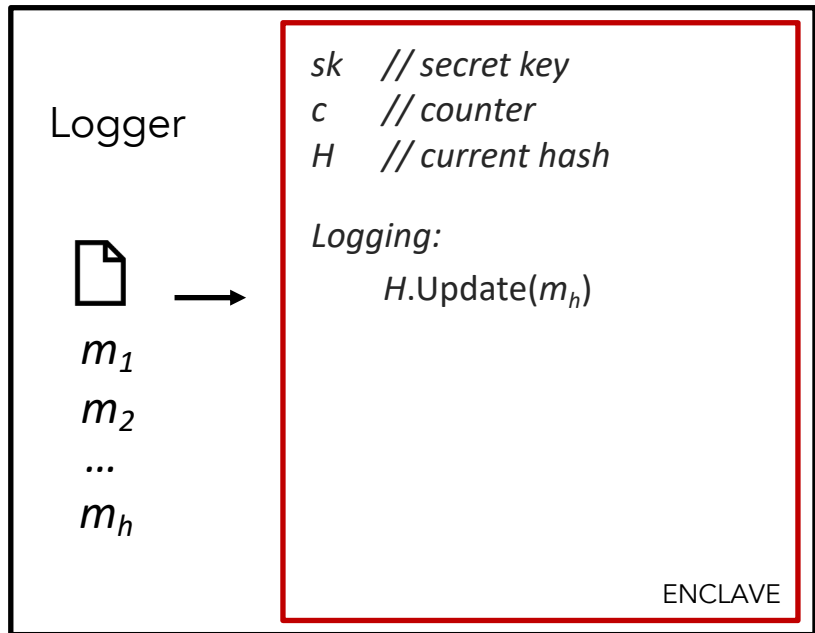 Logger
m₁
m₂
...
mₕ
sk // secret key
c // counter
H // current hash
Logging:
H.Update(mₕ)
ENCLAVE